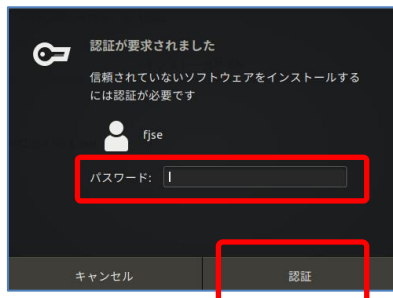 認証が要求されました
信頼されていないソフトウェアをインストールする
には認証が必要です
fjse
パスワード:
キャンセル
認証